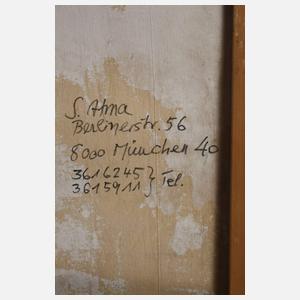 S. Atma
Berlinerstr. 56
8000 München 40
3616245 } Tel.
3615911